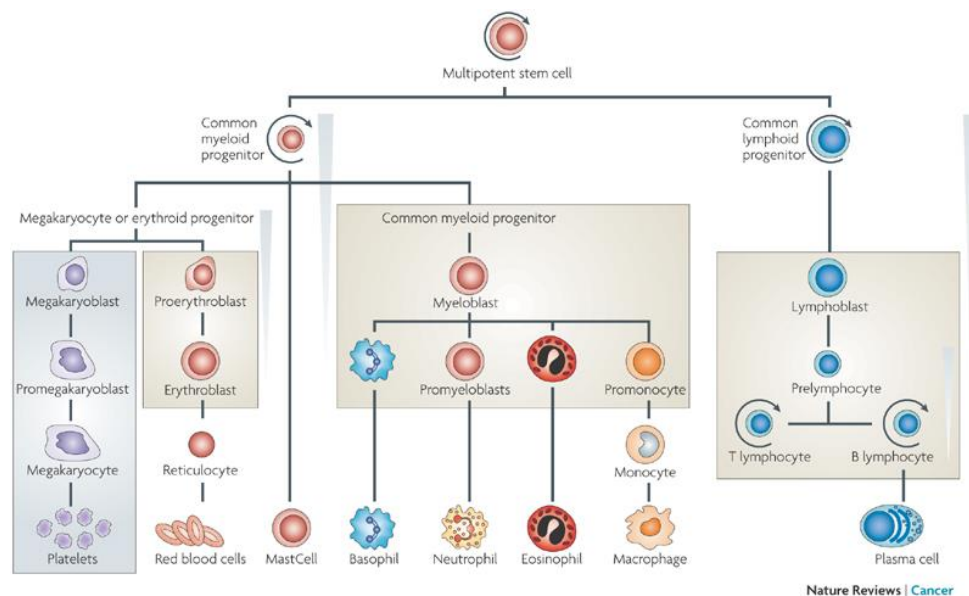 Multipotent stem cell
Common
myeloid
progenitor
Common
lymphoid
progenitor
Megakaryocyte or erythroid progenitor
Common myeloid progenitor
Megakaryoblast
Proerythroblast
Myeloblast
Lymphoblast
Promegakaryoblast
Erythroblast
Promyeloblasts
Promonocyte
Prelymphocyte
Megakaryocyte
Reticulocyte
Monocyte
T lymphocyte
B lymphocyte
Platelets
Red blood cells
MastCell
Basophil
Neutrophil
Eosinophil
Macrophage
Plasma cell
Nature Reviews | Cancer